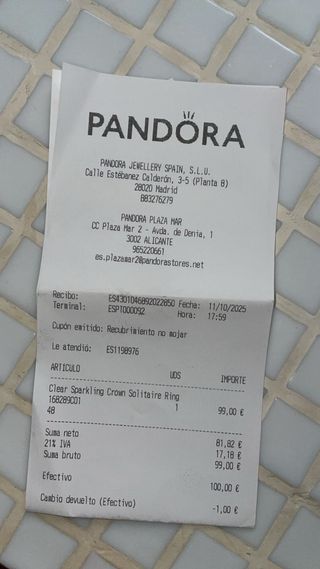 PANDORA
PANDORA JEWELLERY SPAIN, S.L.U.
Calle Estébanez Calderón, 3-5 (Planta 8)
28020 Madrid
B83276279
PANDORA PLAZA MAR
CC Plaza Mar 2 - Avda. de Denia, 1
3002 ALICANTE
965220661
es.plazamar2@pandorastores.net
Recibo: ES4301046892022850 Fecha: 11/10/2025
Terminal: ESPT000092 Hora: 17:59
Cupón emitido: Recubrimiento no mojar
Le atendió: ES1198976
ARTICULO UDS IMPORTE
Clear Sparkling Crown Solitaire Ring
168289C01 1 99,00 €
48
Suma neto 81,82 €
21% IVA 17,18 €
Suma bruto 99,00 €
Efectivo 100,00 €
Cambio devuelto (Efectivo) -1,00 €